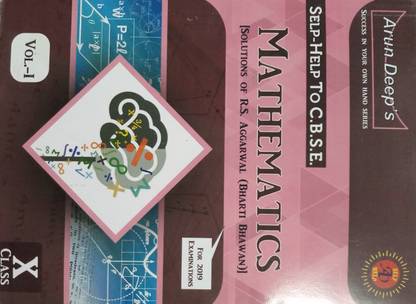 Arun Deep's
SUCCESS IN YOUR OWN HAND SERIES
SELF-HELP TO C.B.S.E.
MATHEMATICS
[SOLUTIONS OF R.S. AGGARWAL (BHARTI BHAWAN)]
FOR 2019
EXAMINATIONS
P=2l
VOL-I
X
CLASS